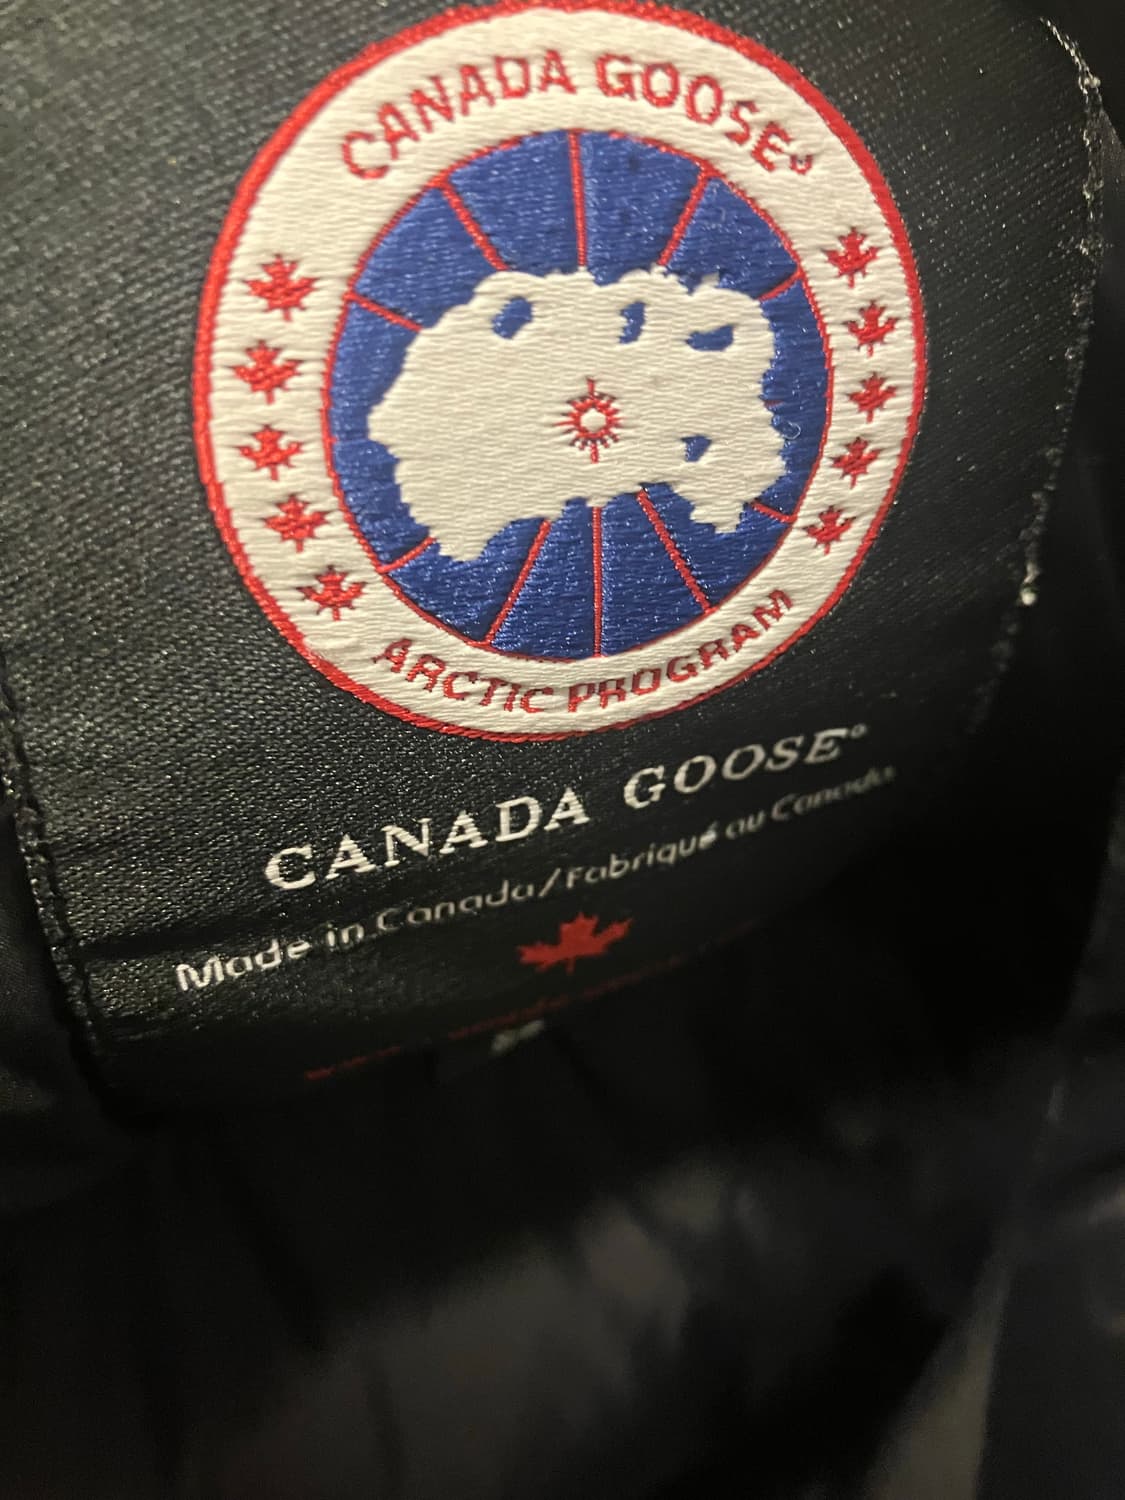 CANADA GOOSE®
ARCTIC PROGRAM
CANADA GOOSE®
Made in Canada/Fabriqué au Canada